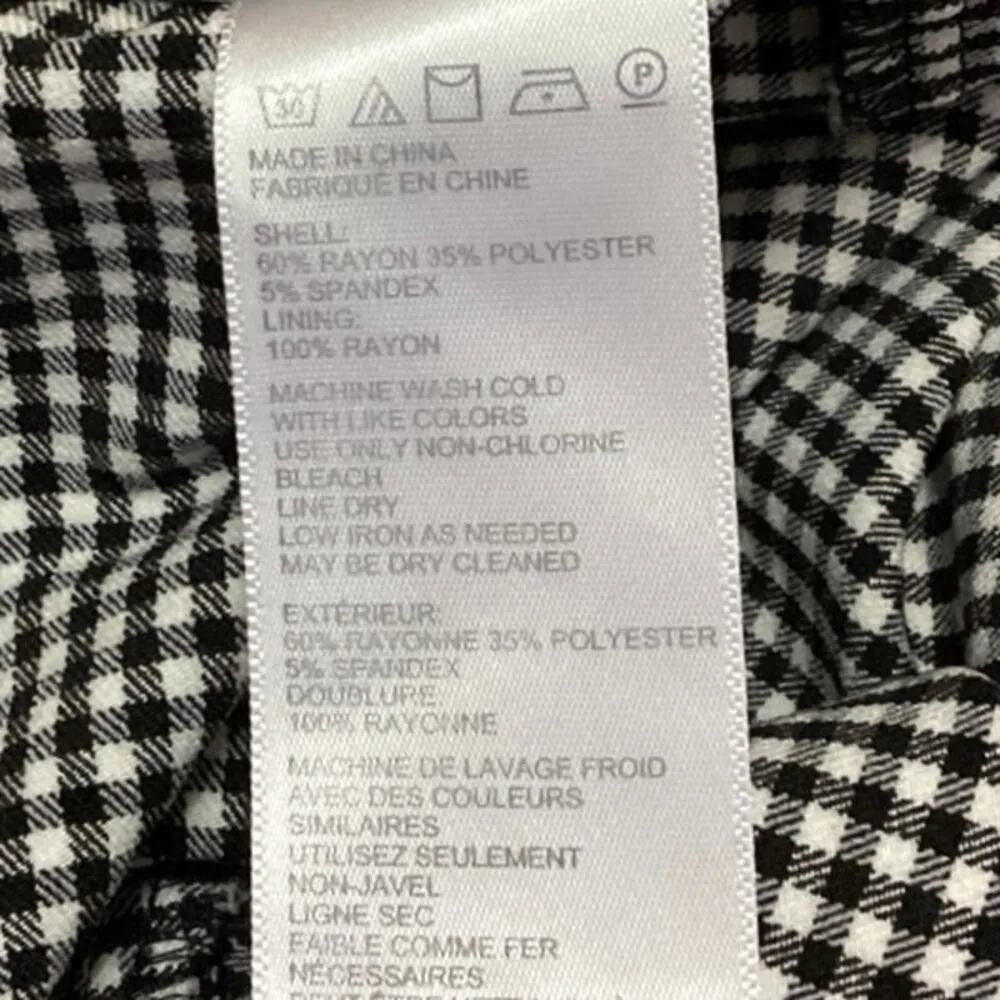 30 P
MADE IN CHINA
FABRIQUÉ EN CHINE
SHELL:
60% RAYON 35% POLYESTER
5% SPANDEX
LINING:
100% RAYON
MACHINE WASH COLD
WITH LIKE COLORS
USE ONLY NON-CHLORINE
BLEACH
LINE DRY
LOW IRON AS NEEDED
MAY BE DRY CLEANED
EXTÉRIEUR:
60% RAYONNE 35% POLYESTER
5% SPANDEX
DOUBLURE
100% RAYONNE
MACHINE DE LAVAGE FROID
AVEC DES COULEURS
SIMILAIRES
UTILISEZ SEULEMENT
NON-JAVEL
LIGNE SEC
FAIBLE COMME FER
NÉCESSAIRES